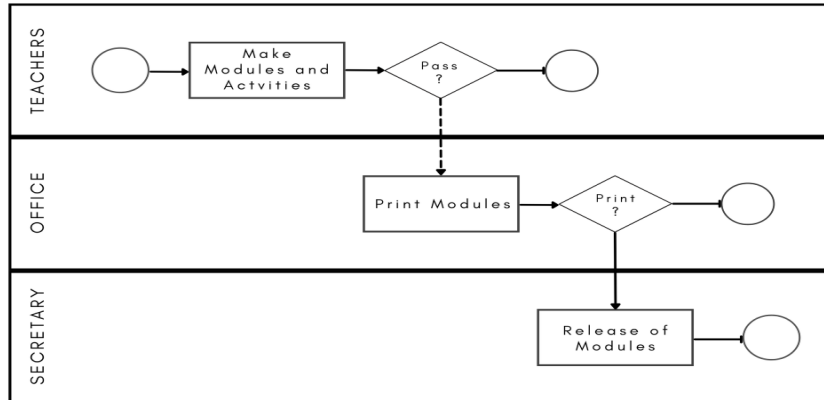 TEACHERS
Make
Modules and
Actvities
Pass
?
OFFICE
Print Modules
Print
?
SECRETARY
Release of
Modules